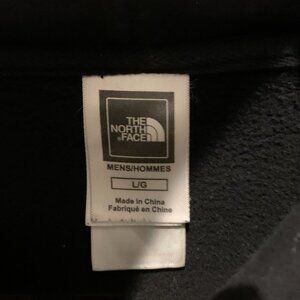 THE
NORTH
FACE
MENS/HOMMES
L/G
Made in China
Fabriqué en Chine